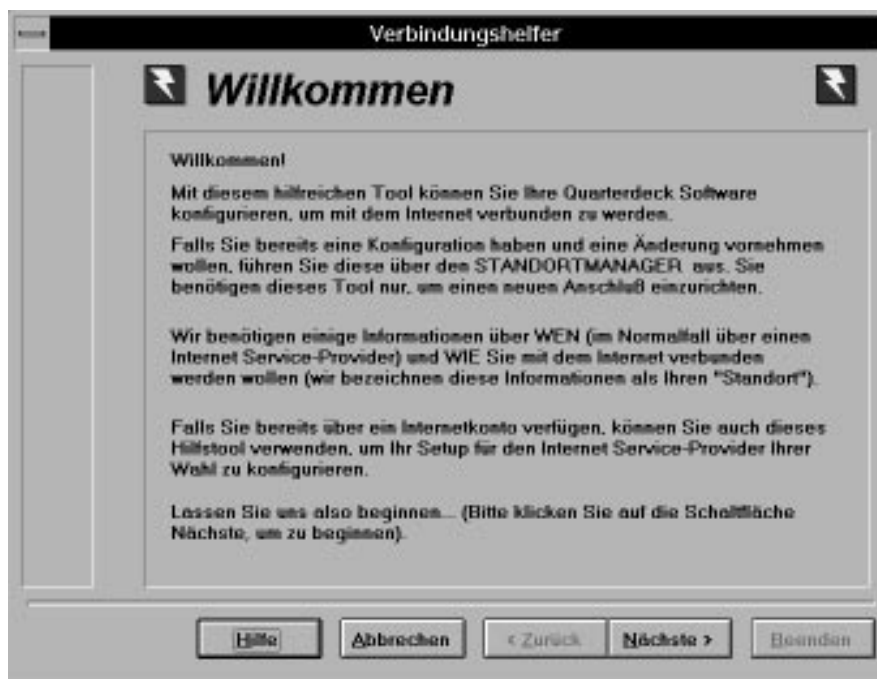 Verbindungshelfer
Willkommen
Willkommen!
Mit diesem hilfreichen Tool können Sie Ihre Quarterdeck Software
konfigurieren, um mit dem Internet verbunden zu werden.
Falls Sie bereits eine Konfiguration haben und eine Änderung vornehmen
wollen, führen Sie diese über den STANDORTMANAGER aus. Sie
benötigen dieses Tool nur, um einen neuen Anschluß einzurichten.
Wir benötigen einige Informationen über WEN (im Normalfall über einen
Internet Service-Provider) und WIE Sie mit dem Internet verbunden
werden wollen (wir bezeichnen diese Informationen als Ihren "Standort").
Falls Sie bereits über ein Internetkonto verfügen, können Sie auch dieses
Hilfstool verwenden, um Ihr Setup für den Internet Service-Provider Ihrer
Wahl zu konfigurieren.
Lassen Sie uns also beginnen... (Bitte klicken Sie auf die Schaltfläche
Nächste, um zu beginnen).
Hilfe
Abbrechen
< Zurück
Nächste >
Beenden